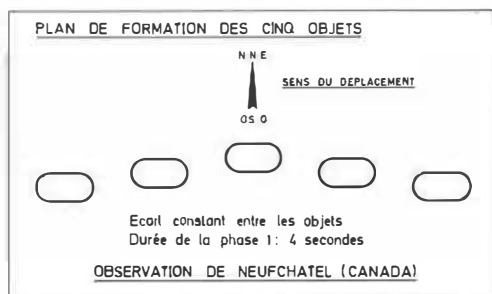 PLAN DE FORMATION DES CINQ OBJETS
NNE
SENS DU DEPLACEMENT
OSO
Ecart constant entre les objets
Durée de la phase 1: 4 secondes
OBSERVATION DE NEUFCHATEL (CANADA)